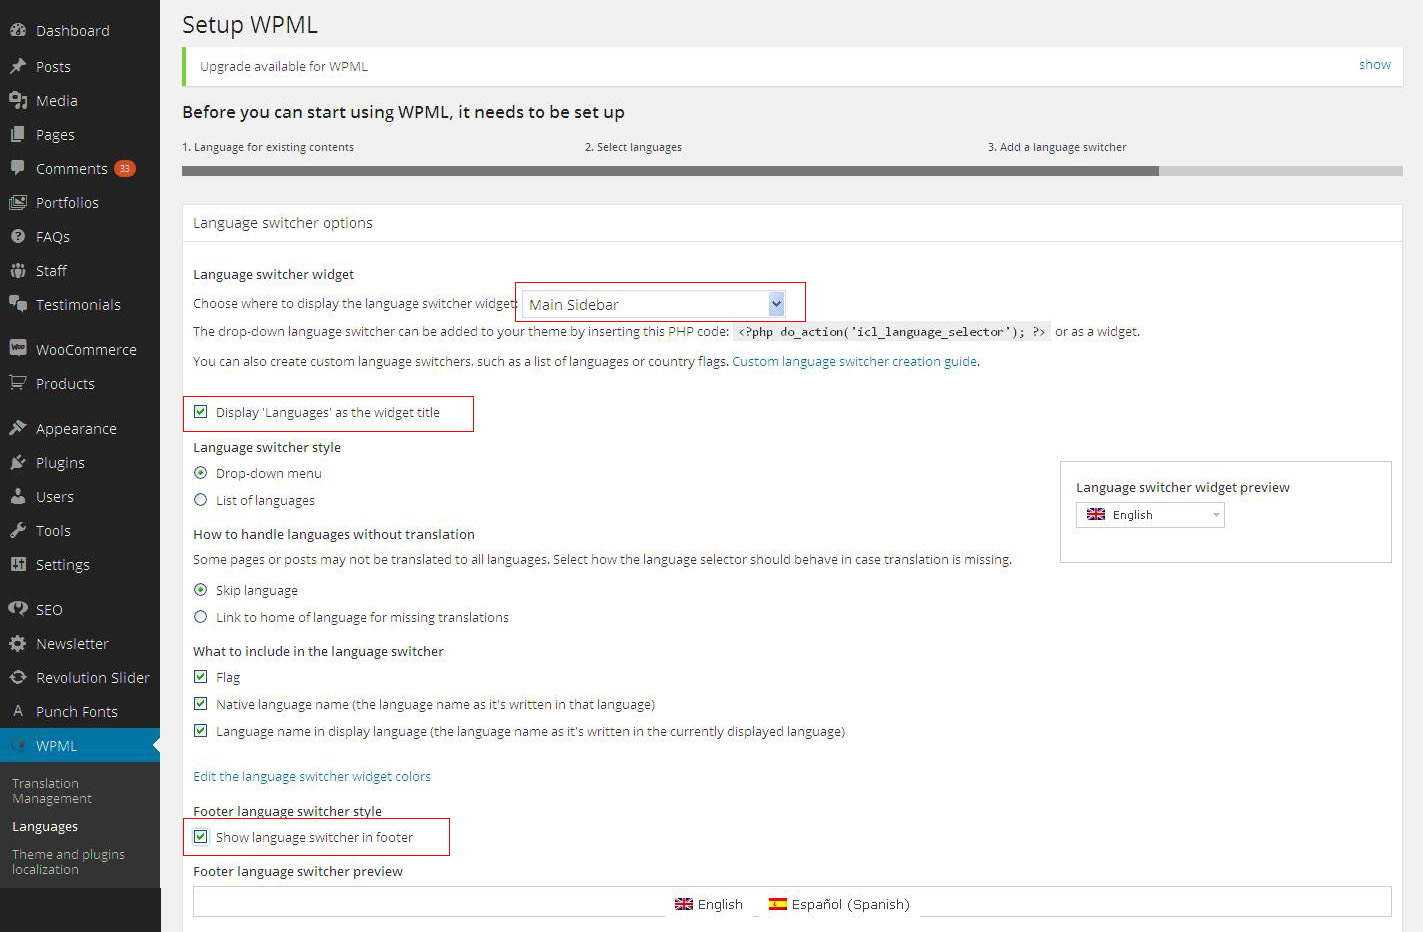 Dashboard
Posts
Media
Pages
Comments 33
Portfolios
FAQs
Staff
Testimonials
WooCommerce
Products
Appearance
Plugins
Users
Tools
Settings
SEO
Newsletter
Revolution Slider
Punch Fonts
WPML
Translation
Management
Languages
Theme and plugins
localization
Setup WPML
Upgrade available for WPML show
Before you can start using WPML, it needs to be set up
1. Language for existing contents 2. Select languages 3. Add a language switcher
Language switcher options
Language switcher widget
Choose where to display the language switcher widget: Main Sidebar
The drop-down language switcher can be added to your theme by inserting this PHP code: <?php do_action('icl_language_selector'); ?> or as a widget.
You can also create custom language switchers, such as a list of languages or country flags. Custom language switcher creation guide.
Display 'Languages' as the widget title
Language switcher style
Drop-down menu
List of languages
Language switcher widget preview
English
How to handle languages without translation
Some pages or posts may not be translated to all languages. Select how the language selector should behave in case translation is missing.
Skip language
Link to home of language for missing translations
What to include in the language switcher
Flag
Native language name (the language name as it's written in that language)
Language name in display language (the language name as it's written in the currently displayed language)
Edit the language switcher widget colors
Footer language switcher style
Show language switcher in footer
Footer language switcher preview
English Español (Spanish)